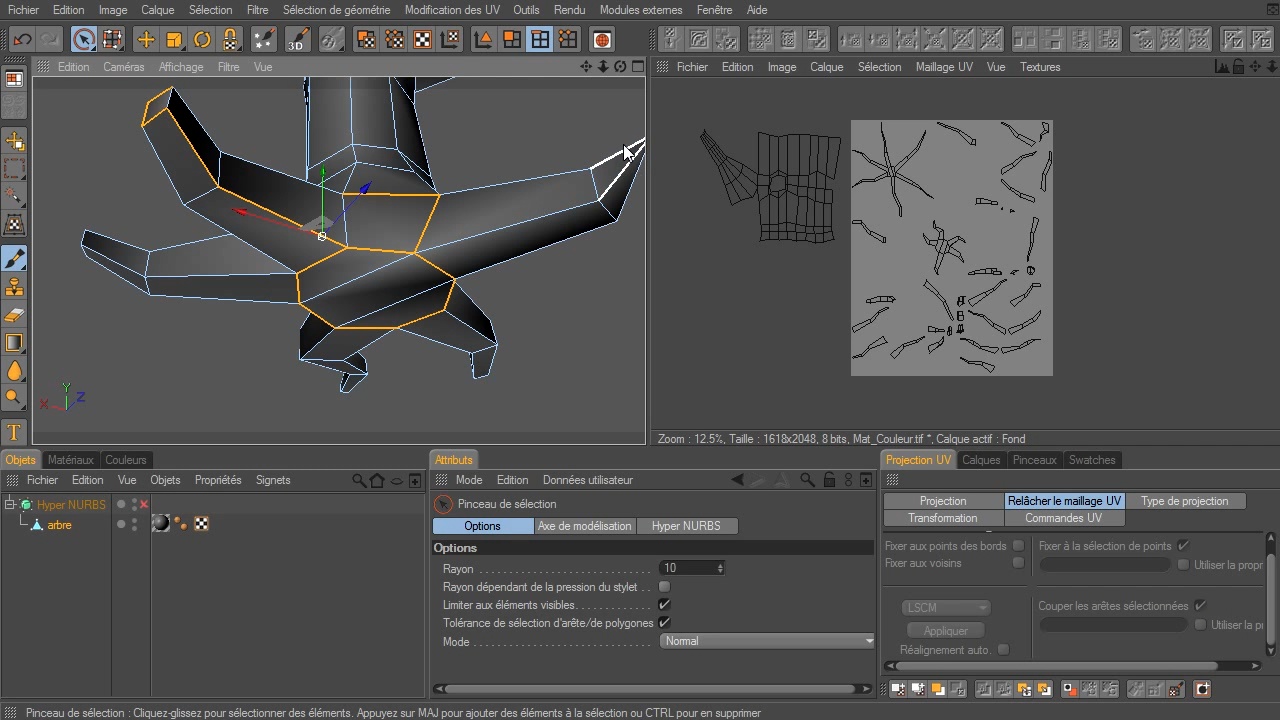 Fichier Edition Image Calque Sélection Filtre Sélection de géométrie Modification des UV Outils Rendu Modules externes Fenêtre Aide
3D
Edition Caméras Affichage Filtre Vue
Fichier Edition Image Calque Sélection Maillage UV Vue Textures
Y
X Z
T
Zoom : 12.5%, Taille : 1618x2048, 8 bits, Mat_Couleur.tif *, Calque actif : Fond
Objets Matériaux Couleurs
Fichier Edition Vue Objets Propriétés Signets
Hyper NURBS
arbre
Attributs
Mode Edition Données utilisateur
Pinceau de sélection
Options Axe de modélisation Hyper NURBS
Options
Rayon 10
Rayon dépendant de la pression du stylet
Limiter aux éléments visibles
Tolérance de sélection d'arête/de polygones
Mode Normal
Projection UV Calques Pinceaux Swatches
Projection Relâcher le maillage UV Type de projection
Transformation Commandes UV
Fixer aux points des bords Fixer à la sélection de points
Fixer aux voisins Utiliser la propr
LSCM Couper les arêtes sélectionnées
Appliquer Utiliser la pr
Réalignement auto.
Pinceau de sélection : Cliquez-glissez pour sélectionner des éléments. Appuyez sur MAJ pour ajouter des éléments à la sélection ou CTRL pour en supprimer